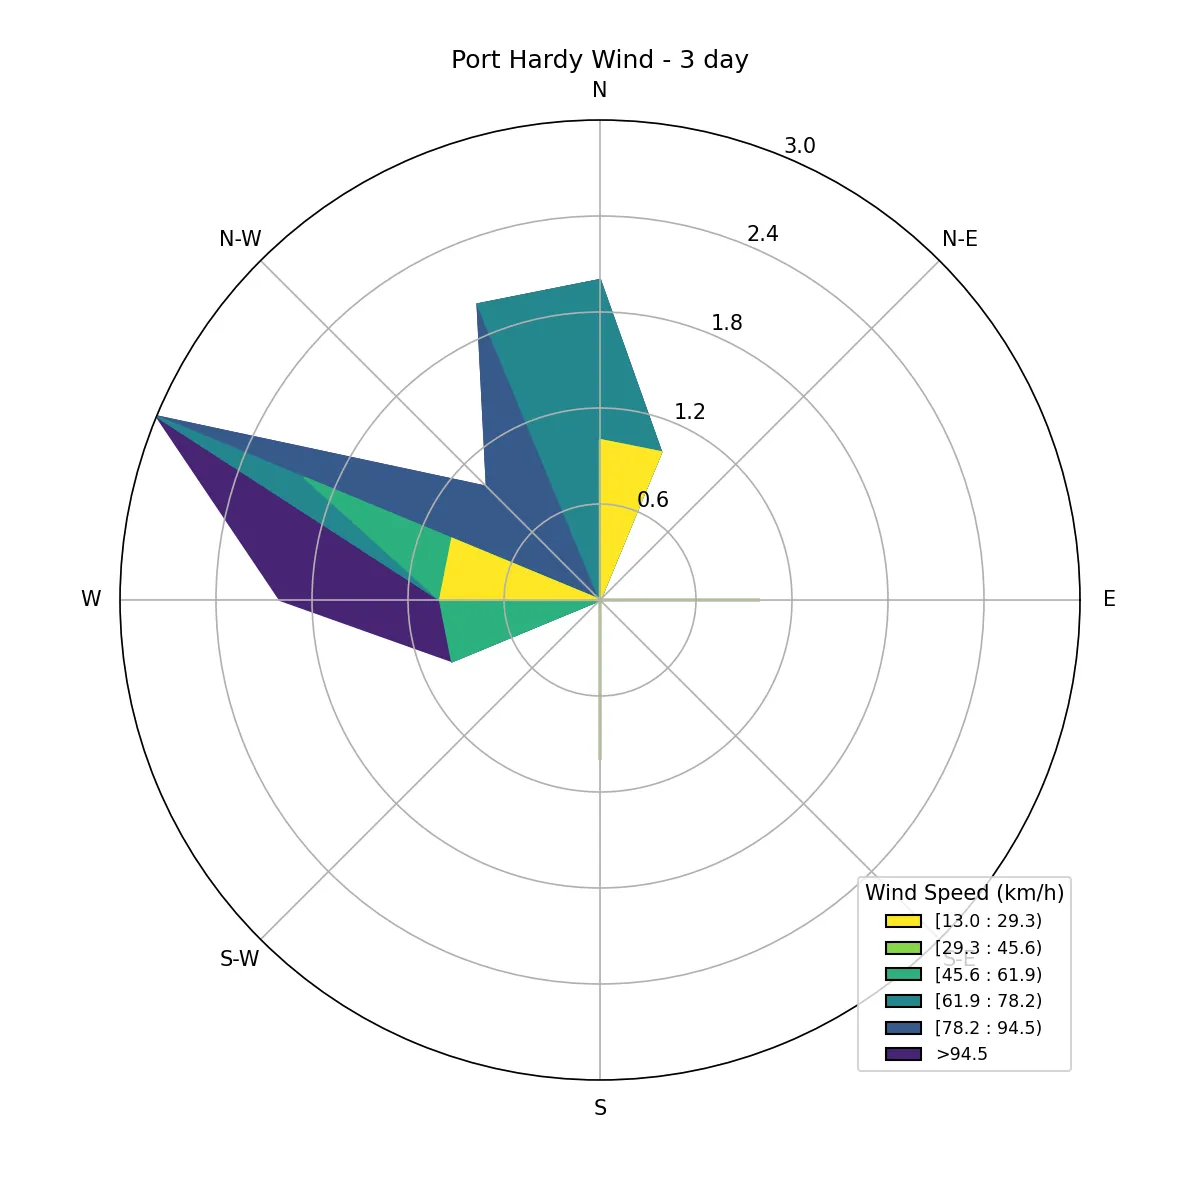 Port Hardy Wind - 3 day
N
3.0
N-W
2.4
N-E
1.8
1.2
0.6
W
E
Wind Speed (km/h)
[13.0 : 29.3)
[29.3 : 45.6)
S-W
S-E
[45.6 : 61.9)
[61.9 : 78.2)
[78.2 : 94.5)
>94.5
S